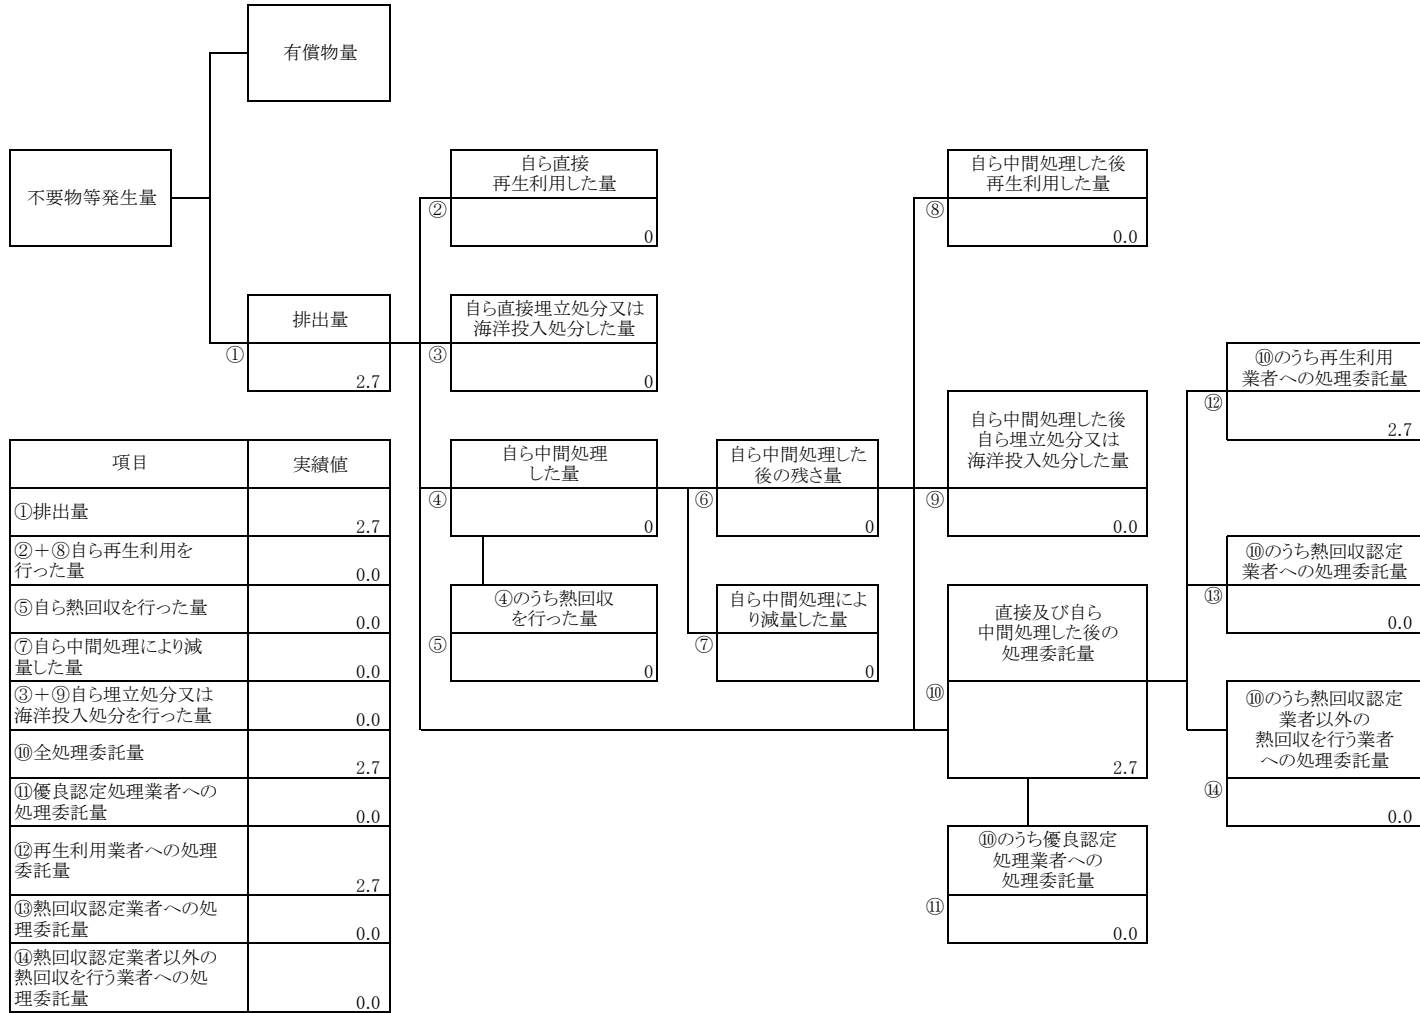 有償物量
不要物等発生量
自ら直接
再生利用した量
②
0
自ら中間処理した後
再生利用した量
⑧
0.0
排出量
①
2.7
自ら直接埋立処分又は
海洋投入処分した量
③
0
⑩のうち再生利用
業者への処理委託量
⑫
2.7
自ら中間処理
した量
④
0
自ら中間処理した
後の残さ量
⑥
0
自ら中間処理した後
自ら埋立処分又は
海洋投入処分した量
⑨
0.0
⑩のうち熱回収認定
業者への処理委託量
⑬
0.0
④のうち熱回収
を行った量
⑤
0
自ら中間処理によ
り減量した量
⑦
0
直接及び自ら
中間処理した後の
処理委託量
⑩
2.7
⑩のうち熱回収認定
業者以外の
熱回収を行う業者
への処理委託量
⑭
0.0
⑩のうち優良認定
処理業者への
処理委託量
⑪
0.0
項目
実績値
①排出量
2.7
②＋⑧自ら再生利用を
行った量
0.0
⑤自ら熱回収を行った量
0.0
⑦自ら中間処理により減
量した量
0.0
③＋⑨自ら埋立処分又は
海洋投入処分を行った量
0.0
⑩全処理委託量
2.7
⑪優良認定処理業者への
処理委託量
0.0
⑫再生利用業者への処理
委託量
2.7
⑬熱回収認定業者への処
理委託量
0.0
⑭熱回収認定業者以外の
熱回収を行う業者への処
理委託量
0.0